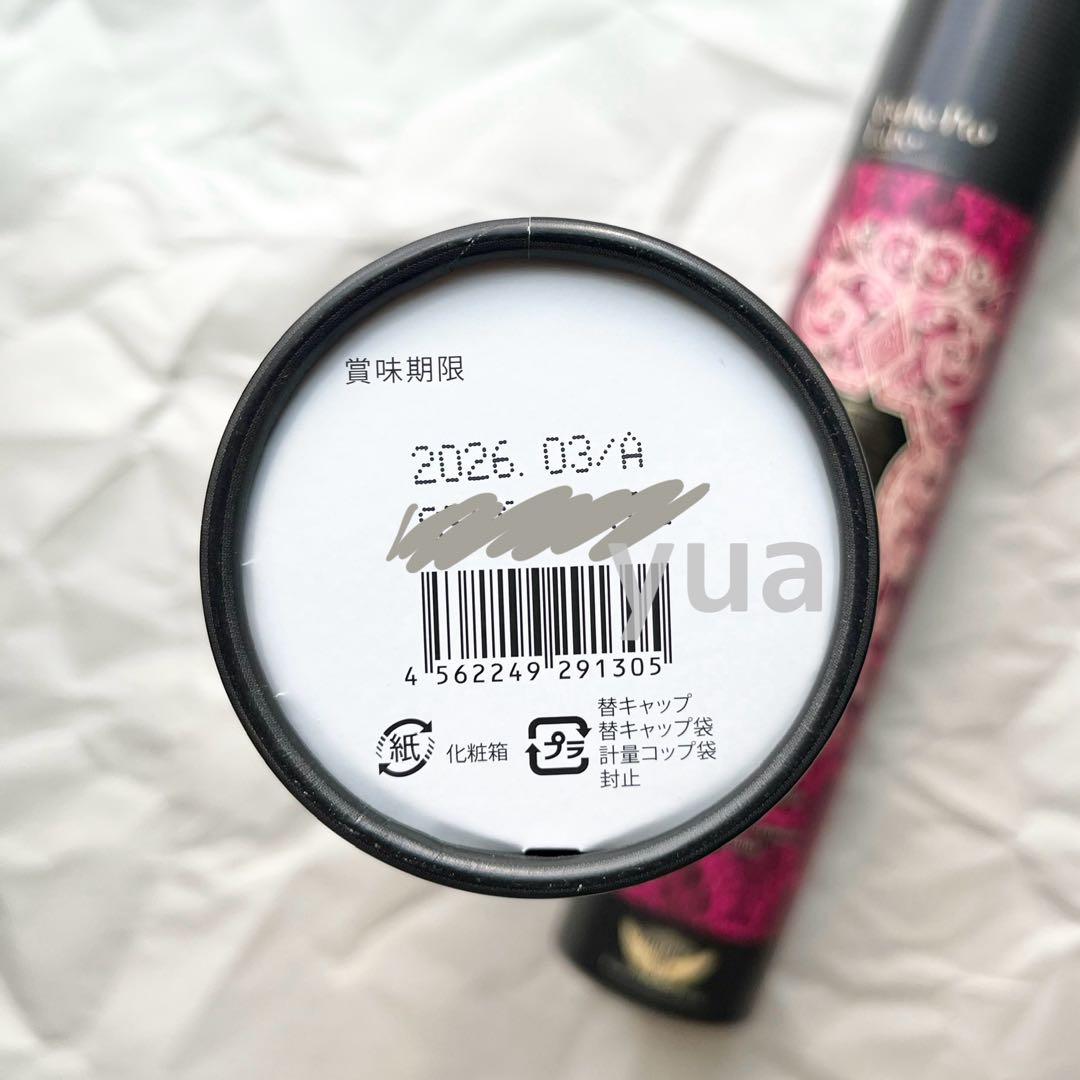 賞味期限
2026.03/A
yua
4 562249 291305
紙
化粧箱
プラ
替キャップ
替キャップ袋
計量コップ袋
封止